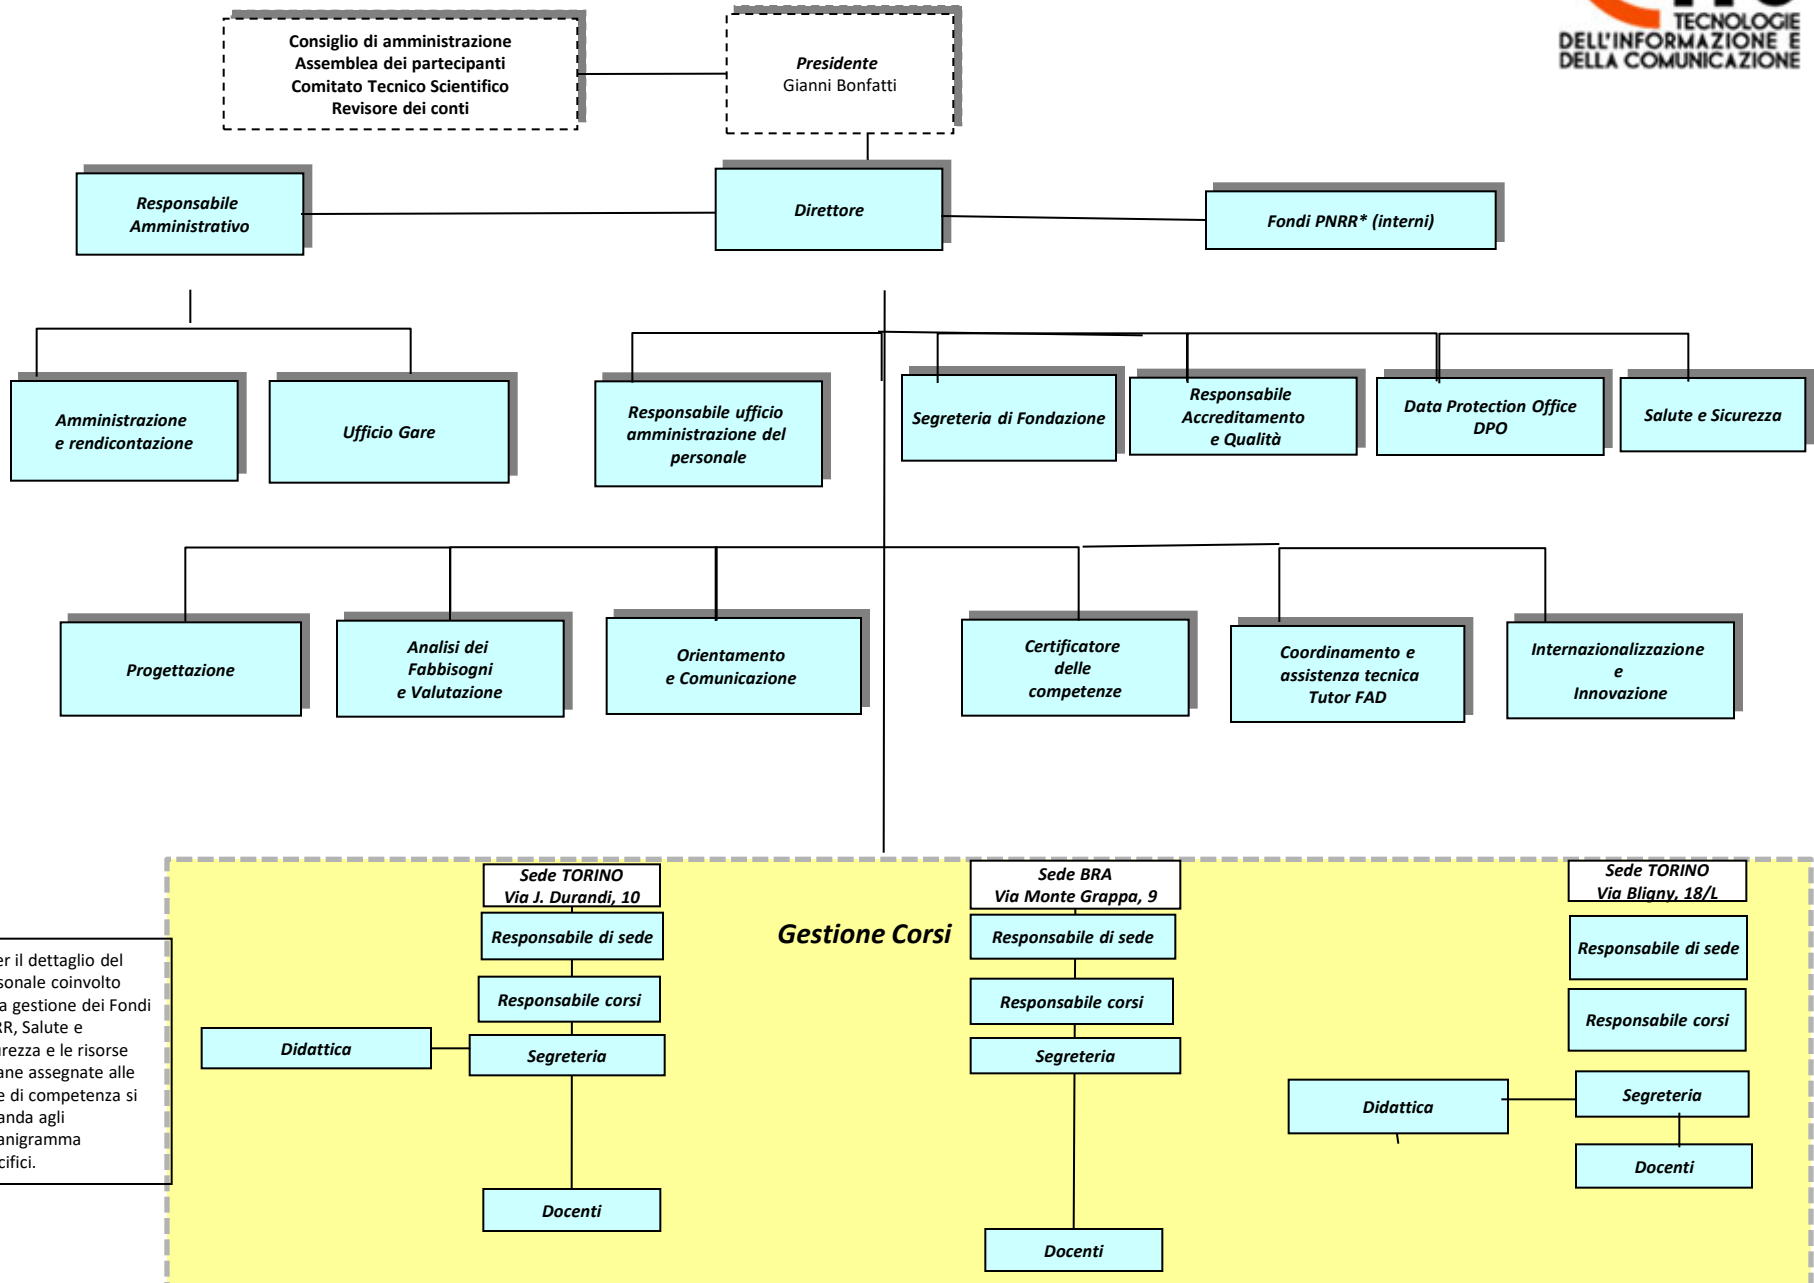 TECNOLOGIE
DELL'INFORMAZIONE E
DELLA COMUNICAZIONE
Consiglio di amministrazione
Assemblea dei partecipanti
Comitato Tecnico Scientifico
Revisore dei conti
Presidente
Gianni Bonfatti
Responsabile
Amministrativo
Direttore
Fondi PNRR* (interni)
Amministrazione
e rendicontazione
Ufficio Gare
Responsabile ufficio
amministrazione del
personale
Segreteria di Fondazione
Responsabile
Accreditamento
e Qualità
Data Protection Office
DPO
Salute e Sicurezza
Progettazione
Analisi dei
Fabbisogni
e Valutazione
Orientamento
e Comunicazione
Certificatore
delle
competenze
Coordinamento e
assistenza tecnica
Tutor FAD
Internazionalizzazione
e
Innovazione
Gestione Corsi
Sede TORINO
Via J. Durandi, 10
Responsabile di sede
Responsabile corsi
Didattica
Segreteria
Docenti
Sede BRA
Via Monte Grappa, 9
Responsabile di sede
Responsabile corsi
Segreteria
Docenti
Sede TORINO
Via Bligny, 18/L
Responsabile di sede
Responsabile corsi
Didattica
Segreteria
Docenti
er il dettaglio del
sonale coinvolto
a gestione dei Fondi
RR, Salute e
urezza e le risorse
ane assegnate alle
e di competenza si
anda agli
anigramma
cifici.